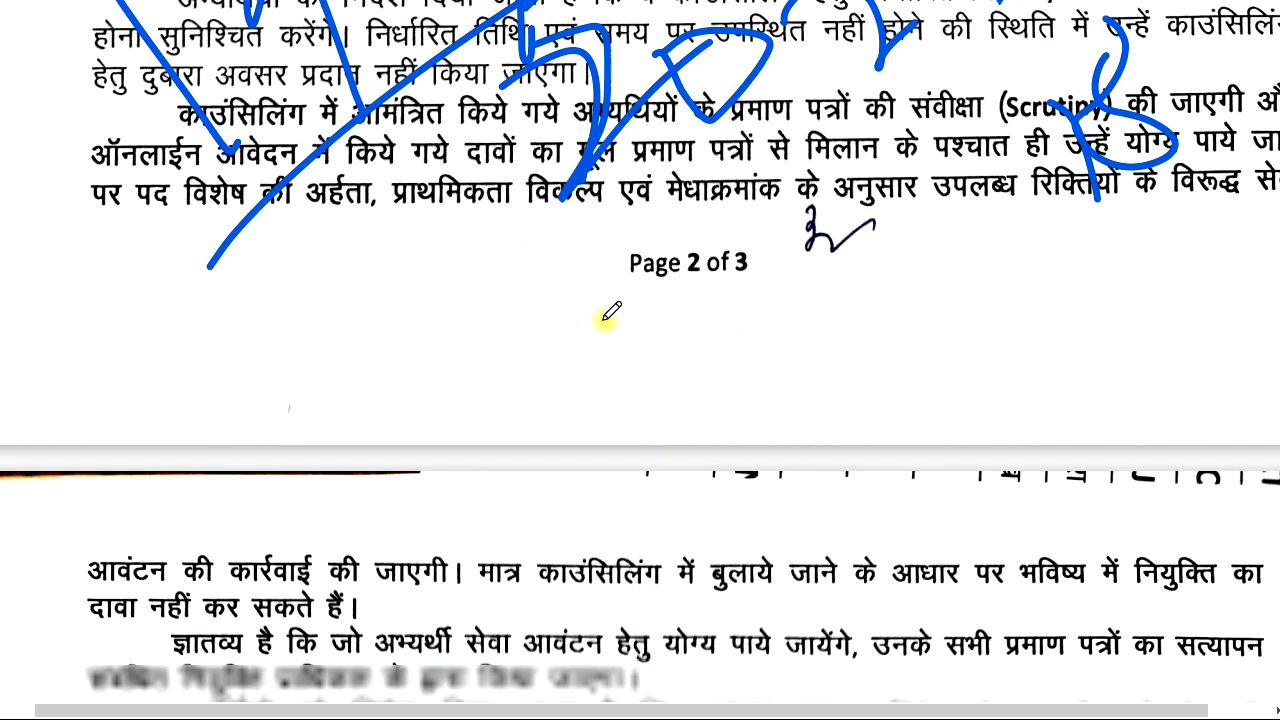 होना सुनिश्चित करेंगे। निर्धारित तिथि एवं समय पर उपस्थित नहीं होने की स्थिति में उन्हें
हेतु दुबारा अवसर प्रदान नहीं किया जाएगा।
काउंसिलिंग में आमंत्रित किये गये अभ्यर्थियों के प्रमाण पत्रों की संवीक्षा (Scrutiny) की जाएगी
ऑनलाईन आवेदन में किये गये दावों का मूल प्रमाण पत्रों से मिलान के पश्चात ही उन्हें योग्य पाये
पर पद विशेष की अर्हता, प्राथमिकता विकल्प एवं मेधाक्रमांक के अनुसार उपलब्ध रिक्तियों के विरूद्ध
Page 2 of 3
आवंटन की कार्रवाई की जाएगी। मात्र काउंसिलिंग में बुलाये जाने के आधार पर भविष्य में नियुक्ति का
दावा नहीं कर सकते हैं।
ज्ञातव्य है कि जो अभ्यर्थी सेवा आवंटन हेतु योग्य पाये जायेंगे, उनके सभी प्रमाण पत्रों का सत्यापन